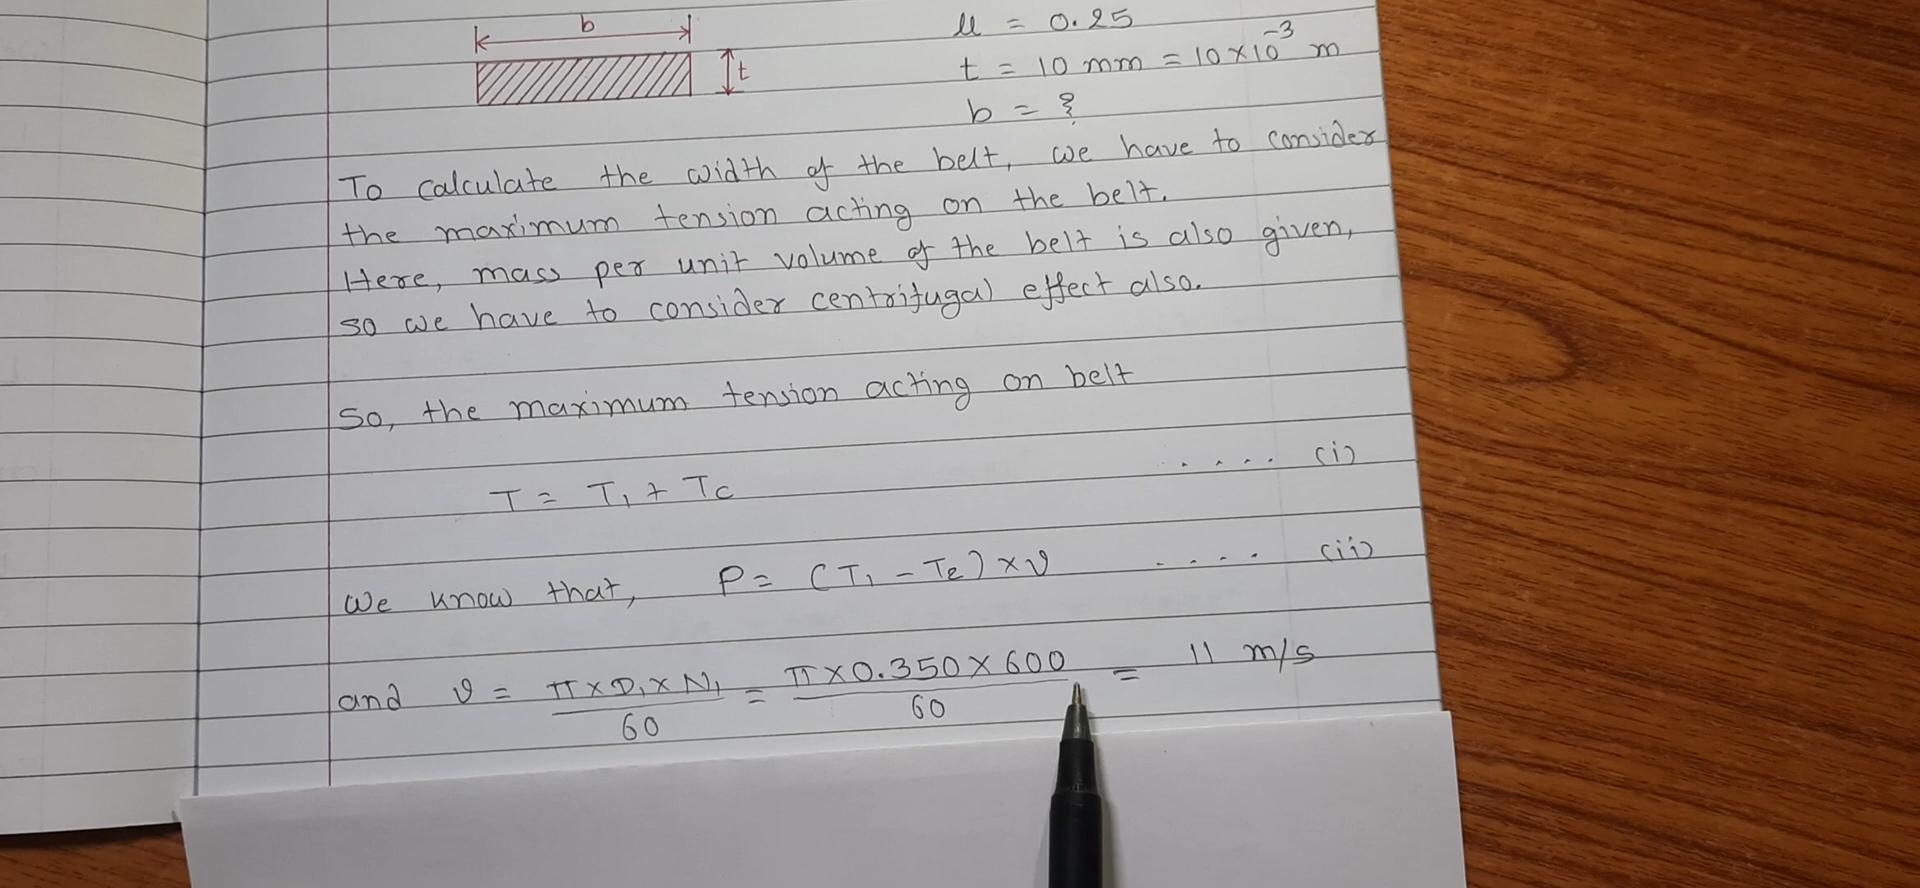 b
t
μ = 0.25
t = 10 mm = 10×10⁻³ m
b = ?
To calculate the width of the belt, we have to consider
the maximum tension acting on the belt.
Here, mass per unit volume of the belt is also given,
so we have to consider centrifugal effect also.
So, the maximum tension acting on belt
T = T₁ + Tc .... (i)
We know that, P = (T₁ - T₂) × v .... (ii)
and v = π × D₁ × N₁ / 60 = π × 0.350 × 600 / 60 = 11 m/s